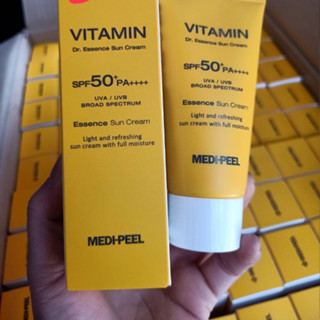 VITAMIN
Dr. Essence Sun Cream
SPF50+ PA++++
UVA / UVB
BROAD SPECTRUM
Essence Sun Cream
Light and refreshing
sun cream with full moisture
MEDI-PEEL
VITAMIN
Dr. Essence Sun Cream
SPF50+ PA++++
UVA / UVB
BROAD SPECTRUM
Essence Sun Cream
Light and refreshing
sun cream with full moisture
MEDI-PEEL